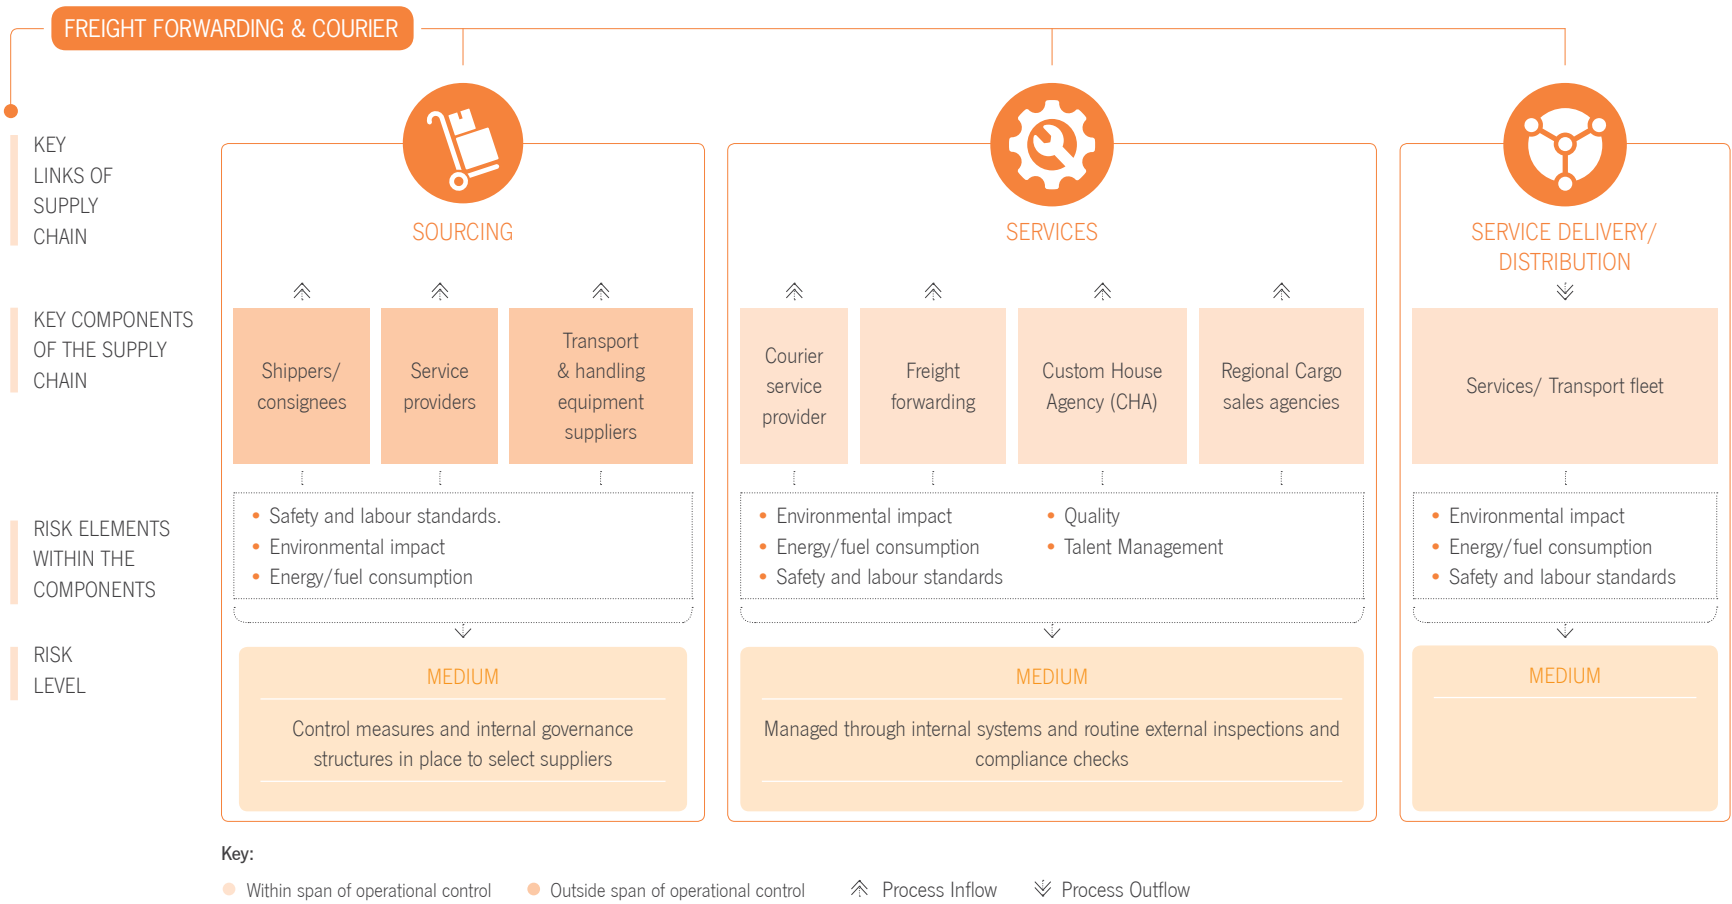 FREIGHT FORWARDING & COURIER
KEY
LINKS OF
SUPPLY
CHAIN
SOURCING
SERVICES
SERVICE DELIVERY/
DISTRIBUTION
KEY COMPONENTS
OF THE SUPPLY
CHAIN
Shippers/
consignees
Service
providers
Transport
& handling
equipment
suppliers
Courier
service
provider
Freight
forwarding
Custom House
Agency (CHA)
Regional Cargo
sales agencies
Services/ Transport fleet
RISK ELEMENTS
WITHIN THE
COMPONENTS
• Safety and labour standards.
• Environmental impact
• Energy/fuel consumption
• Environmental impact
• Energy/fuel consumption
• Safety and labour standards
• Quality
• Talent Management
• Environmental impact
• Energy/fuel consumption
• Safety and labour standards
RISK
LEVEL
MEDIUM
Control measures and internal governance
structures in place to select suppliers
MEDIUM
Managed through internal systems and routine external inspections and
compliance checks
MEDIUM
Key:
Within span of operational control
Outside span of operational control
Process Inflow
Process Outflow